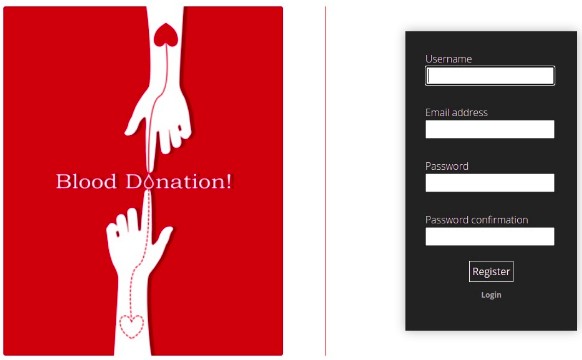 Blood Donation!
Username
Email address
Password
Password confirmation
Register
Login